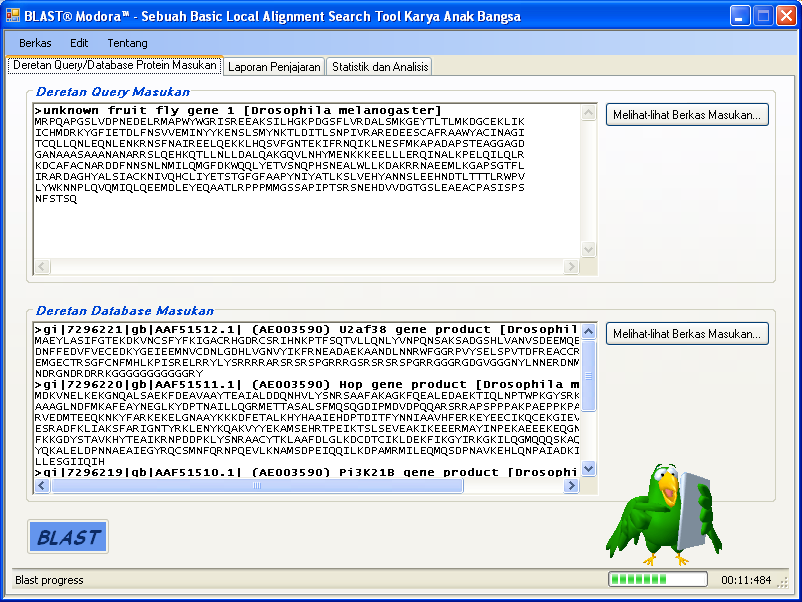 BLAST® Modora™ - Sebuah Basic Local Alignment Search Tool Karya Anak Bangsa
Berkas Edit Tentang
Deretan Query/Database Protein Masukan Laporan Penjajaran Statistik dan Analisis
Deretan Query Masukan
>unknown fruit fly gene 1 [Drosophila melanogaster]
MRPQAPGSLVDPNEDELRMAPWYWGRISREEAKSILHGKPDGSFLVRDALSMKGEYTLTLMKDGCEKLIK
ICHMDRKYGFIETDLFNSVVEMINYYKENSLSMYNKTLDITLSNPIVRAREDEESCAFRAAWYACINAGI
TCQLLQNLEQNLENKRNSFNAIREELQEKKLHQSVFGNTEKIFRNQIKLNESFMKAPADAPSTEAGGAGD
GANAAASAAANANARRSLQEHKQTLLNLLDALQAKGQVLNHYMENKKKEELLLERQINALKPELQILQLR
KDCAFACNARDDFNNSNLNMILQMGFDKWQQLYETVSNQPHSNEALWLLKDAKRRNAEEMLKGAPSGTFL
IRARDAGHYALSIACKNIVQHCLIYETSTGFGFAAPYNIYATLKSLVEHYANNSLEEHNDTLTTTLRWPV
LYWKNNPLQVQMIQLQEEMDLEYEQAATLRPPPMMGSSAPIPTSRSNEHDVVDGTGSLEAEACPASISPS
NFSTSQ
Melihat-lihat Berkas Masukan...
Deretan Database Masukan
>gi|7296221|gb|AAF51512.1| (AE003590) U2af38 gene product [Drosophil
MAEYLASIFGTEKDKVNCSFYFKIGACRHGDRCSRIHNKPTFSQTVLLQNLYVNPQNSAKSADGSHLVANVSDEEMQE
DNFFEDVFVECEDKYGEIEEMNVCDNLGDHLVGNVYIKFRNEADAEKAANDLNNRWFGGRPVYSELSPVTDFREACCR
EMGECTRSGFCNFMHLKPISRELRRYLYSRRRRARSRSRSPGRRRGSRSRSRSPGRRGGGRGDGVGGGNYLNNERDNM
NDRGNDRDRRKGGGGGGGGGRY
>gi|7296220|gb|AAF51511.1| (AE003590) Hop gene product [Drosophila m
MDKVNELKEKGNQALSAEKFDEAVAAYTEAIALDDQNHVLYSNRSAAFAKAGKFQEALEDAEKTIQLNPTWPKGYSRK
AAAGLNDFMKAFEAYNEGLKYDPTNAILLQGRMETTASALSFMQSQGDIPMDVDPQQARSRRAPSPPPAKPAEPPKPA
RVEDMTEEQKNKYFARKEKELGNAAYKKKDFETALKHYHAAIEHDPTDITFYNNIAAVHFERKEYEECIKQCEKGIEV
ESRADFKLIAKSFARIGNTYRKLENYKQAKVYYEKAMSEHRTPEIKTSLSEVEAKIKEEERMAYINPEKAEEEKEQGN
FKKGDYSTAVKHYTEAIKRNPDDPKLYSNRAACYTKLAAFDLGLKDCDTCIKLDEKFIKGYIRKGKILQGMQQQSKAQ
YQKALELDPNNAEAIEGYRQCSMNFQRNPQEVLKNAMSDPEIQQILKDPAMRMILEQMQSDPNAVKEHLQNPAIADKI
LLESGIIQIH
>gi|7296219|gb|AAF51510.1| (AE003590) Pi3K21B gene product [Drosophi
Melihat-lihat Berkas Masukan...
BLAST
Blast progress 00:11:484